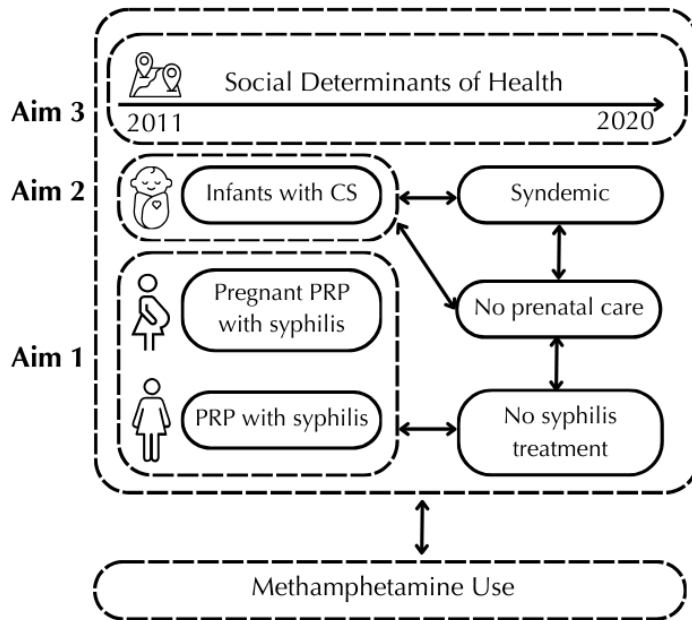 Social Determinants of Health
Aim 3
2011
2020
Aim 2
Infants with CS
Syndemic
Pregnant PRP
with syphilis
No prenatal care
Aim 1
PRP with syphilis
No syphilis
treatment
Methamphetamine Use